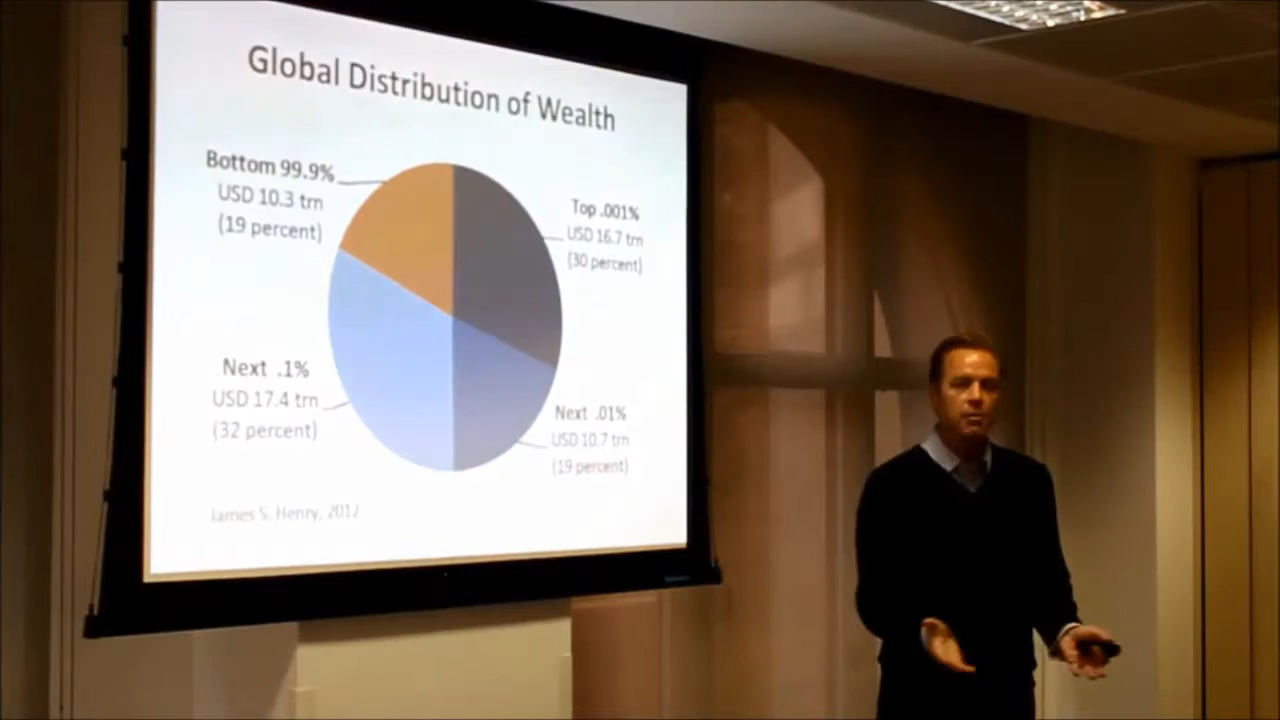 Global Distribution of Wealth
Bottom 99.9%
USD 10.3 trn
(19 percent)
Top .001%
USD 16.7 trn
(30 percent)
Next .1%
USD 17.4 trn
(32 percent)
Next .01%
USD 10.7 trn
(19 percent)
James S. Henry, 2012